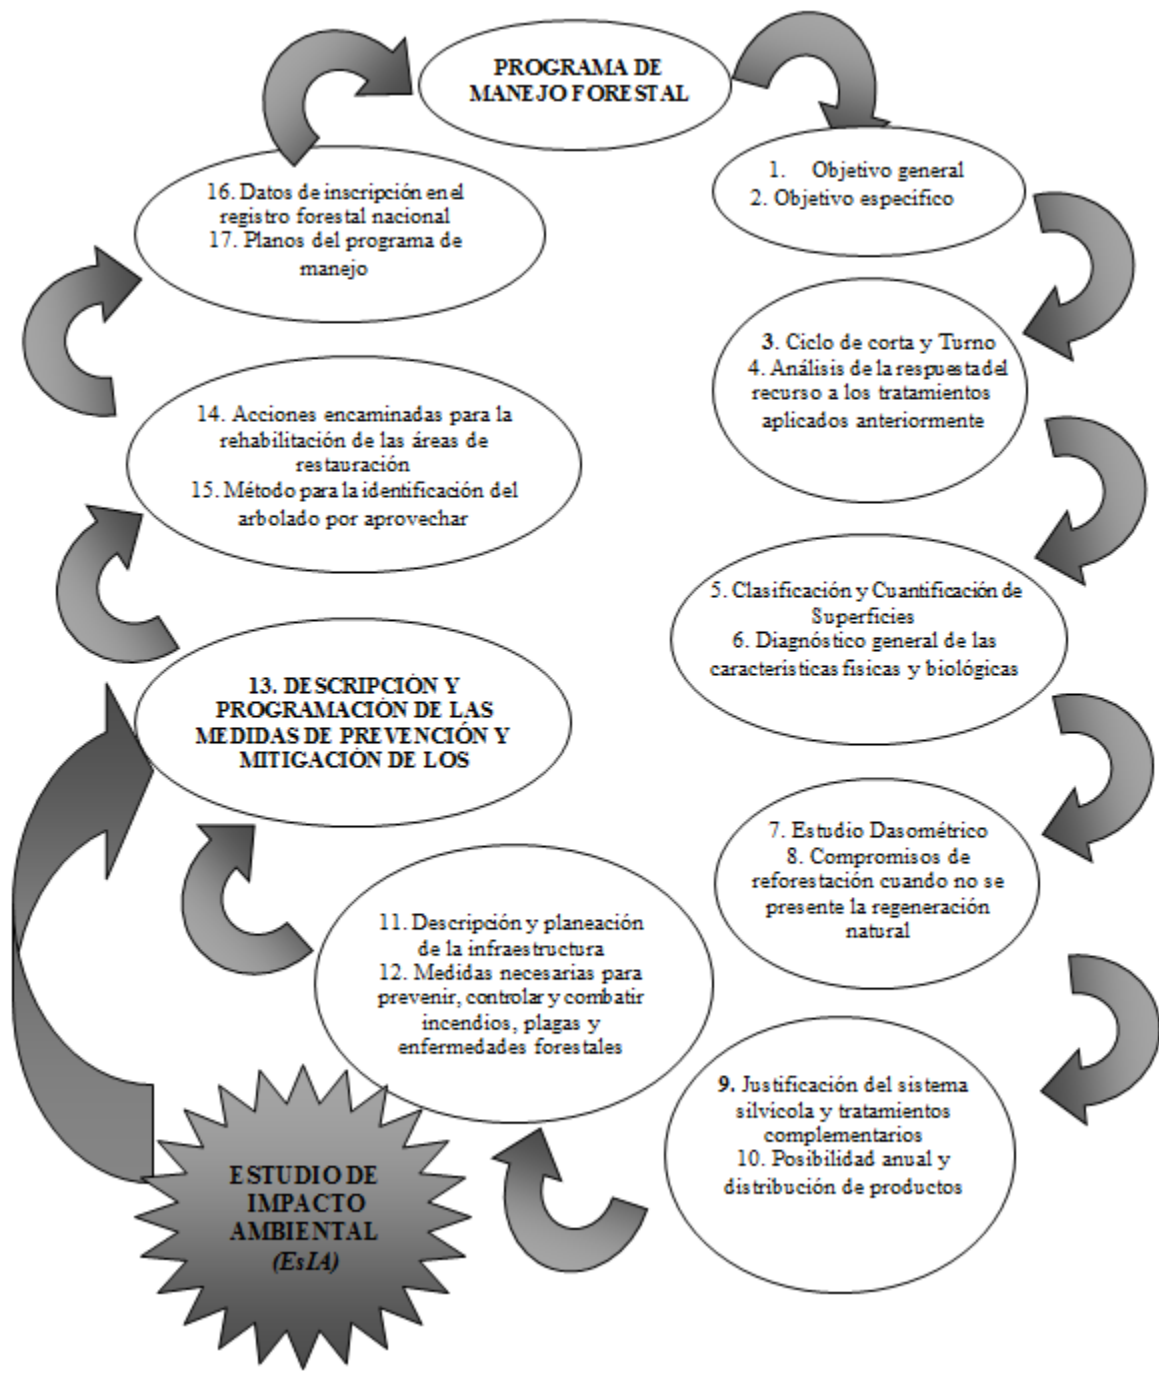 PROGRAMA DE
MANEJO FORESTAL
1. Objetivo general
2. Objetivo especifico
3. Ciclo de corta y Turno
4. Análisis de la respuesta del
recurso a los tratamientos
aplicados anteriormente
5. Clasificación y Cuantificación de
Superficies
6. Diagnóstico general de las
características físicas y biológicas
7. Estudio Dasométrico
8. Compromisos de
reforestación cuando no se
presente la regeneración
natural
9. Justificación del sistema
silvícola y tratamientos
complementarios
10. Posibilidad anual y
distribución de productos
11. Descripción y planeación
de la infraestructura
12. Medidas necesarias para
prevenir, controlar y combatir
incendios, plagas y
enfermedades forestales
13. DESCRIPCIÓN Y
PROGRAMACIÓN DE LAS
MEDIDAS DE PREVENCIÓN Y
MITIGACIÓN DE LOS
14. Acciones encaminadas para la
rehabilitación de las áreas de
restauración
15. Método para la identificación del
arbolado por aprovechar
16. Datos de inscripción en el
registro forestal nacional
17. Planos del programa de
manejo
ESTUDIO DE
IMPACTO
AMBIENTAL
(EsIA)